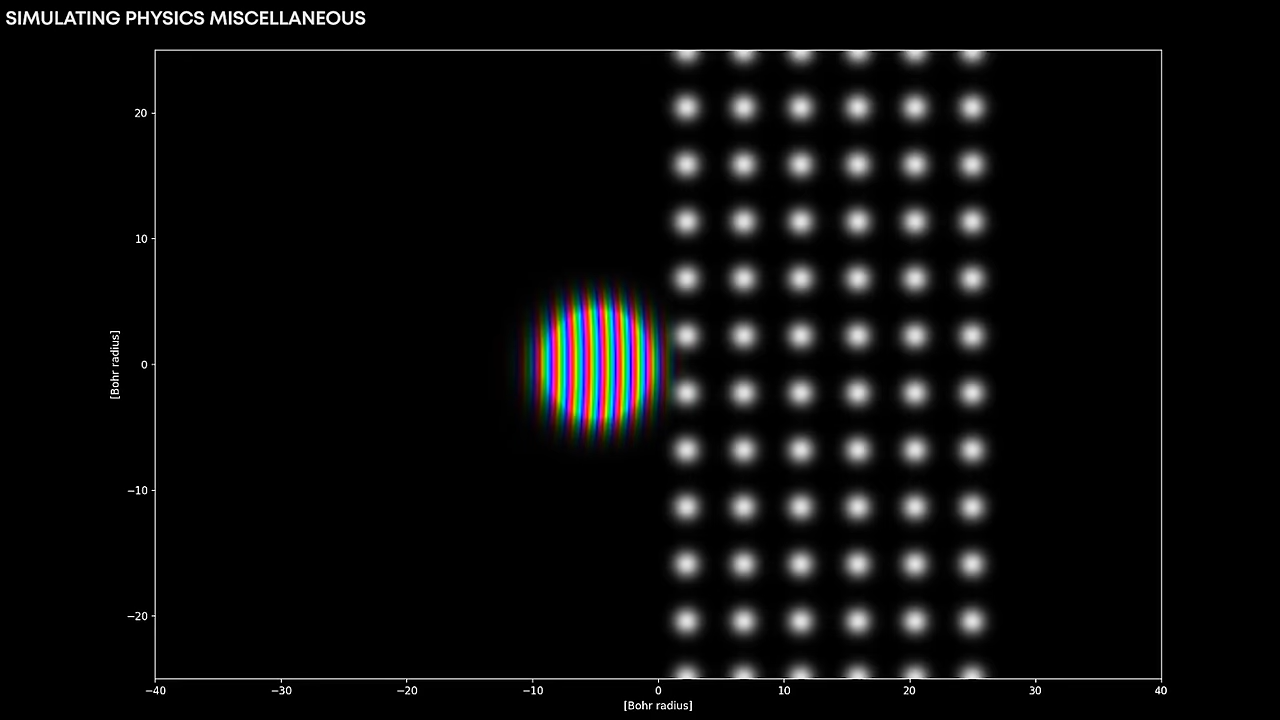 SIMULATING PHYSICS MISCELLANEOUS
20
10
0
−10
−20
[Bohr radius]
−40 −30 −20 −10 0 10 20 30 40
[Bohr radius]